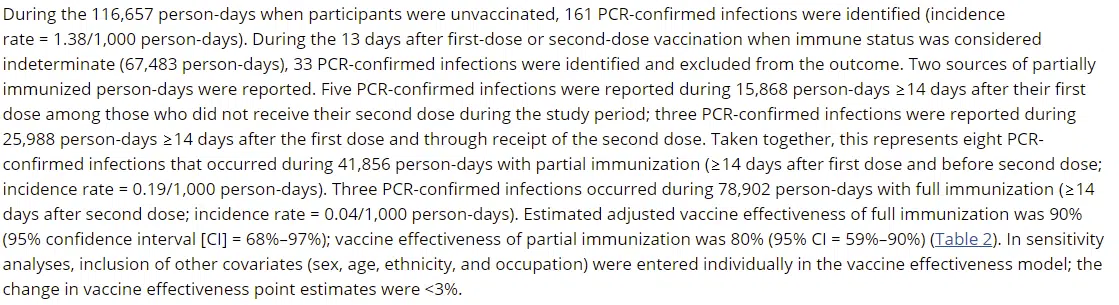 During the 116,657 person-days when participants were unvaccinated, 161 PCR-confirmed infections were identified (incidence
rate = 1.38/1,000 person-days). During the 13 days after first-dose or second-dose vaccination when immune status was considered
indeterminate (67,483 person-days), 33 PCR-confirmed infections were identified and excluded from the outcome. Two sources of partially
immunized person-days were reported. Five PCR-confirmed infections were reported during 15,868 person-days ≥14 days after their first
dose among those who did not receive their second dose during the study period; three PCR-confirmed infections were reported during
25,988 person-days ≥14 days after the first dose and through receipt of the second dose. Taken together, this represents eight PCR-
confirmed infections that occurred during 41,856 person-days with partial immunization (≥14 days after first dose and before second dose;
incidence rate = 0.19/1,000 person-days). Three PCR-confirmed infections occurred during 78,902 person-days with full immunization (≥14
days after second dose; incidence rate = 0.04/1,000 person-days). Estimated adjusted vaccine effectiveness of full immunization was 90%
(95% confidence interval [CI] = 68%–97%); vaccine effectiveness of partial immunization was 80% (95% CI = 59%–90%) (Table 2). In sensitivity
analyses, inclusion of other covariates (sex, age, ethnicity, and occupation) were entered individually in the vaccine effectiveness model; the
change in vaccine effectiveness point estimates were <3%.